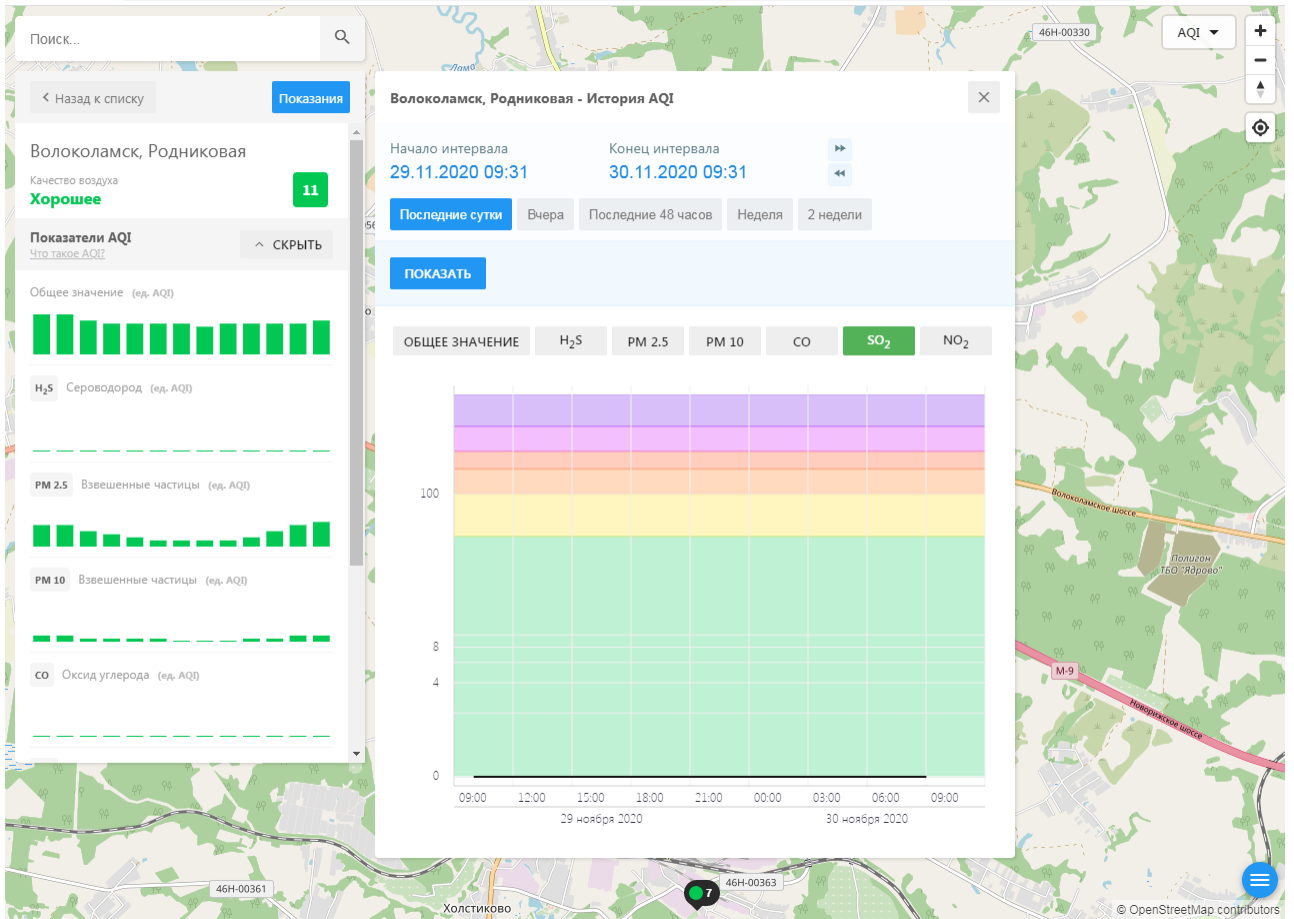 Поиск...
46Н-00330
AQI
Ламо
Назад к списку
Показания
Волоколамск, Родниковая - История AQI
Волоколамск, Родниковая
Качество воздуха
Хорошее
11
Начало интервала
Конец интервала
29.11.2020 09:31
30.11.2020 09:31
Последние сутки
Вчера
Последние 48 часов
Неделя
2 недели
Показатели AQI
Что такое AQI?
СКРЫТЬ
ПОКАЗАТЬ
Общее значение (ед. AQI)
ОБЩЕЕ ЗНАЧЕНИЕ
H2S
PM 2.5
PM 10
CO
SO2
NO2
H2S Сероводород (ед. AQI)
PM 2.5 Взвешенные частицы (ед. AQI)
PM 10 Взвешенные частицы (ед. AQI)
CO Оксид углерода (ед. AQI)
100
8
4
0
09:00 12:00 15:00 18:00 21:00 00:00 03:00 06:00 09:00
29 ноября 2020
30 ноября 2020
Волоколамское шоссе
Полигон
ТБО "Ядрово"
М-9
Новорижское шоссе
46Н-00361
46Н-00363
7
Холстиково
© OpenStreetMap contributors